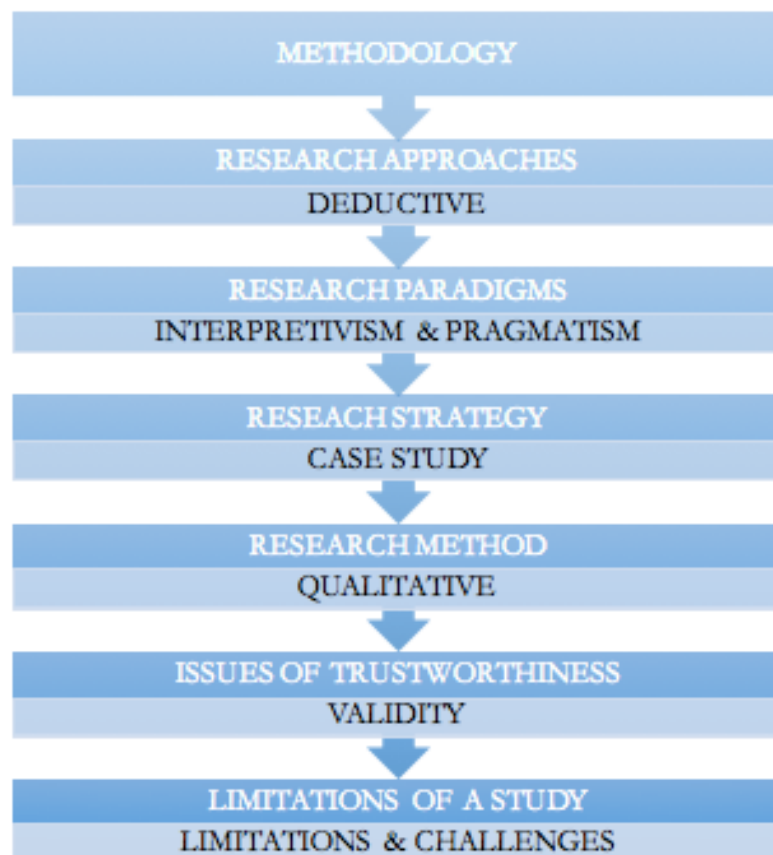 METHODOLOGY
RESEARCH APPROACHES
DEDUCTIVE
RESEARCH PARADIGMS
INTERPRETIVISM & PRAGMATISM
RESEACH STRATEGY
CASE STUDY
RESEARCH METHOD
QUALITATIVE
ISSUES OF TRUSTWORTHINESS
VALIDITY
LIMITATIONS OF A STUDY
LIMITATIONS & CHALLENGES